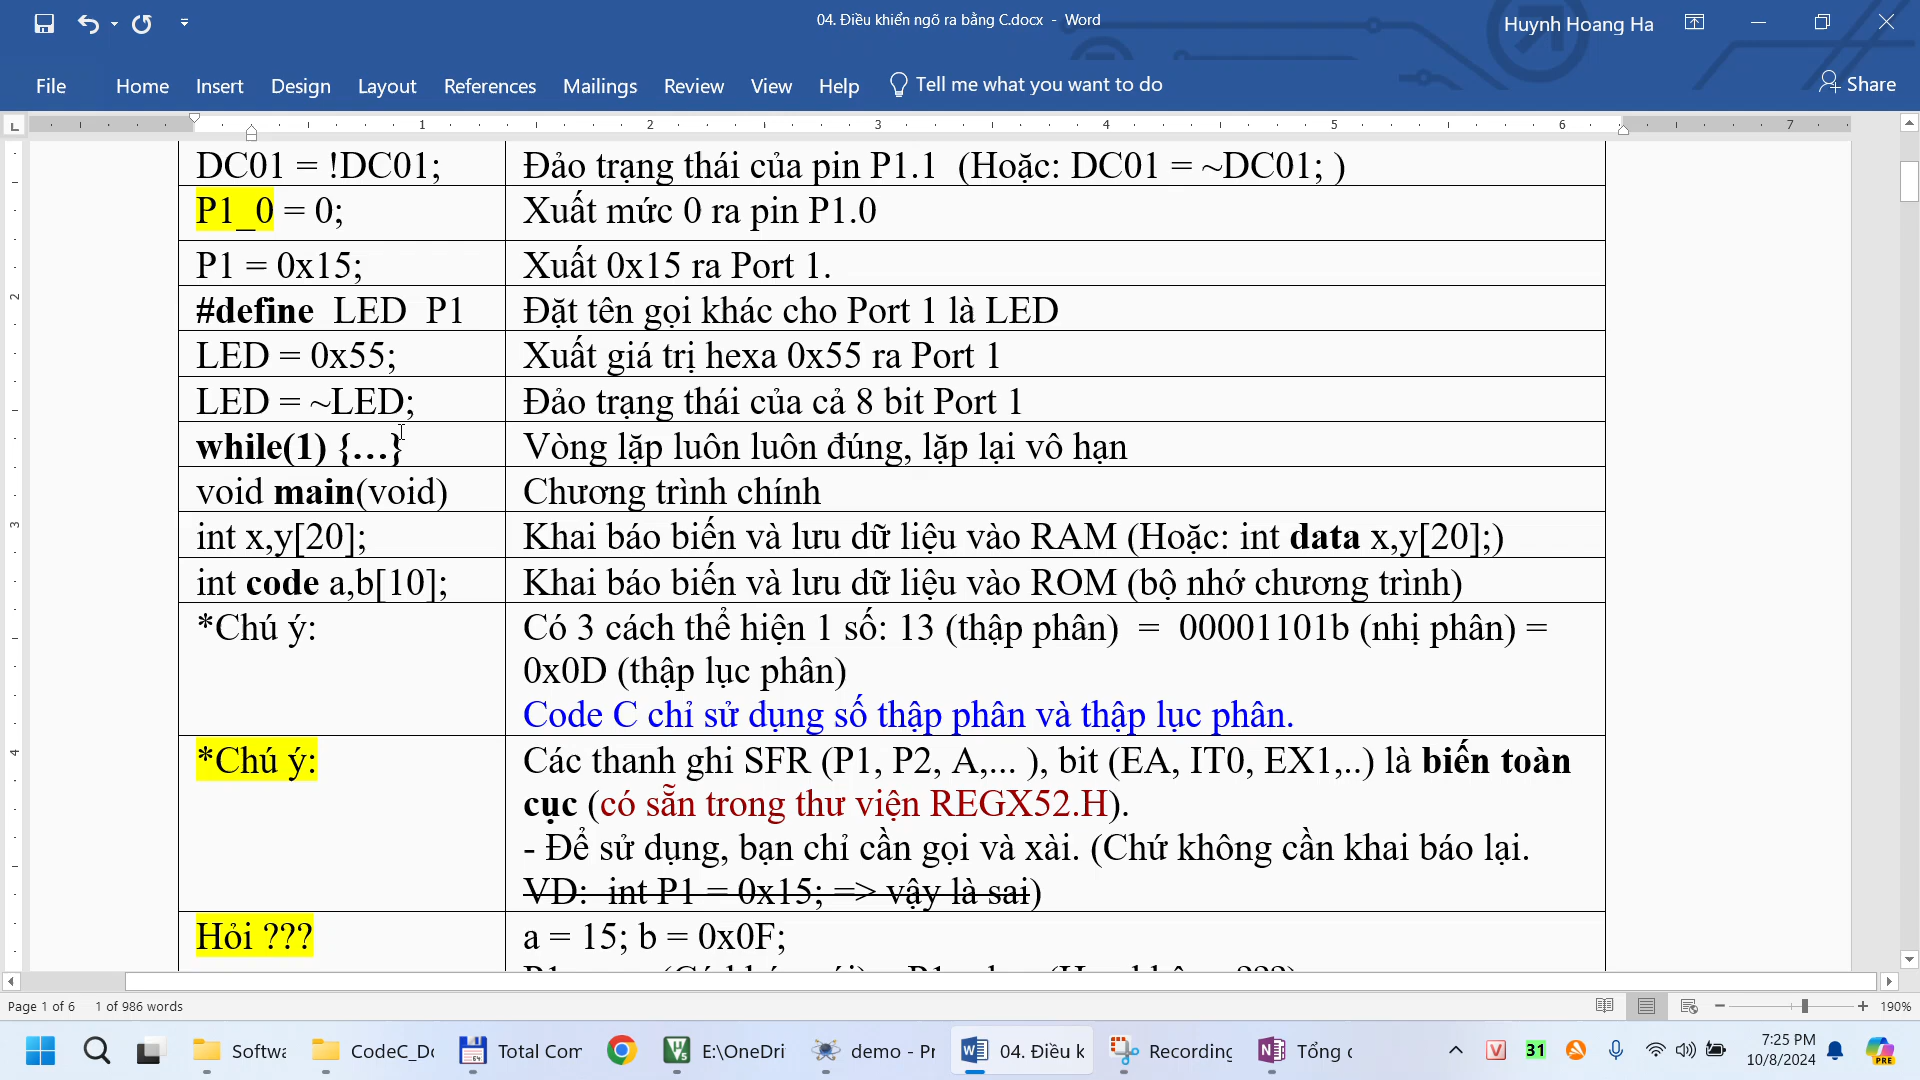 04. Điều khiển ngõ ra bằng C.docx - Word
Huynh Hoang Ha
File Home Insert Design Layout References Mailings Review View Help Tell me what you want to do Share
1 2 3 4 5 6 7
DC01 = !DC01; Đảo trạng thái của pin P1.1 (Hoặc: DC01 = ~DC01; )
P1_0 = 0; Xuất mức 0 ra pin P1.0
P1 = 0x15; Xuất 0x15 ra Port 1.
#define LED P1 Đặt tên gọi khác cho Port 1 là LED
LED = 0x55; Xuất giá trị hexa 0x55 ra Port 1
LED = ~LED; Đảo trạng thái của cả 8 bit Port 1
while(1) {…} Vòng lặp luôn luôn đúng, lặp lại vô hạn
void main(void) Chương trình chính
int x,y[20]; Khai báo biến và lưu dữ liệu vào RAM (Hoặc: int data x,y[20];)
int code a,b[10]; Khai báo biến và lưu dữ liệu vào ROM (bộ nhớ chương trình)
*Chú ý: Có 3 cách thể hiện 1 số: 13 (thập phân) = 00001101b (nhị phân) =
0x0D (thập lục phân)
Code C chỉ sử dụng số thập phân và thập lục phân.
*Chú ý: Các thanh ghi SFR (P1, P2, A,... ), bit (EA, IT0, EX1,..) là biến toàn
cục (có sẵn trong thư viện REGX52.H).
- Để sử dụng, bạn chỉ cần gọi và xài. (Chứ không cần khai báo lại.
VD: int P1 = 0x15; => vậy là sai)
Hỏi ??? a = 15; b = 0x0F;
Page 1 of 6 1 of 986 words 190%
Softwa CodeC_Do Total Com E:\OneDri demo - Pr 04. Điều k Recording Tổng 31 7:25 PM
10/8/2024